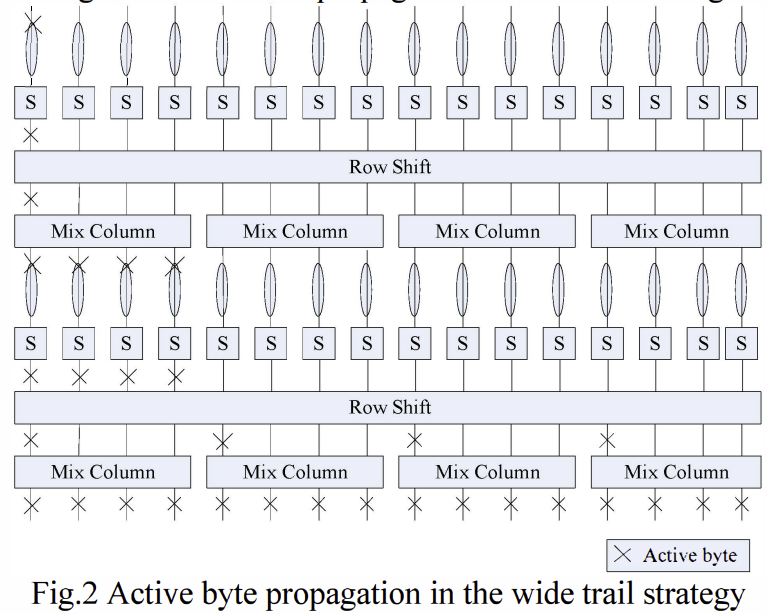 S S S S S S S S S S S S S S S S
Row Shift
Mix Column Mix Column Mix Column Mix Column
S S S S S S S S S S S S S S S S
Row Shift
Mix Column Mix Column Mix Column Mix Column
Active byte
Fig.2 Active byte propagation in the wide trail strategy